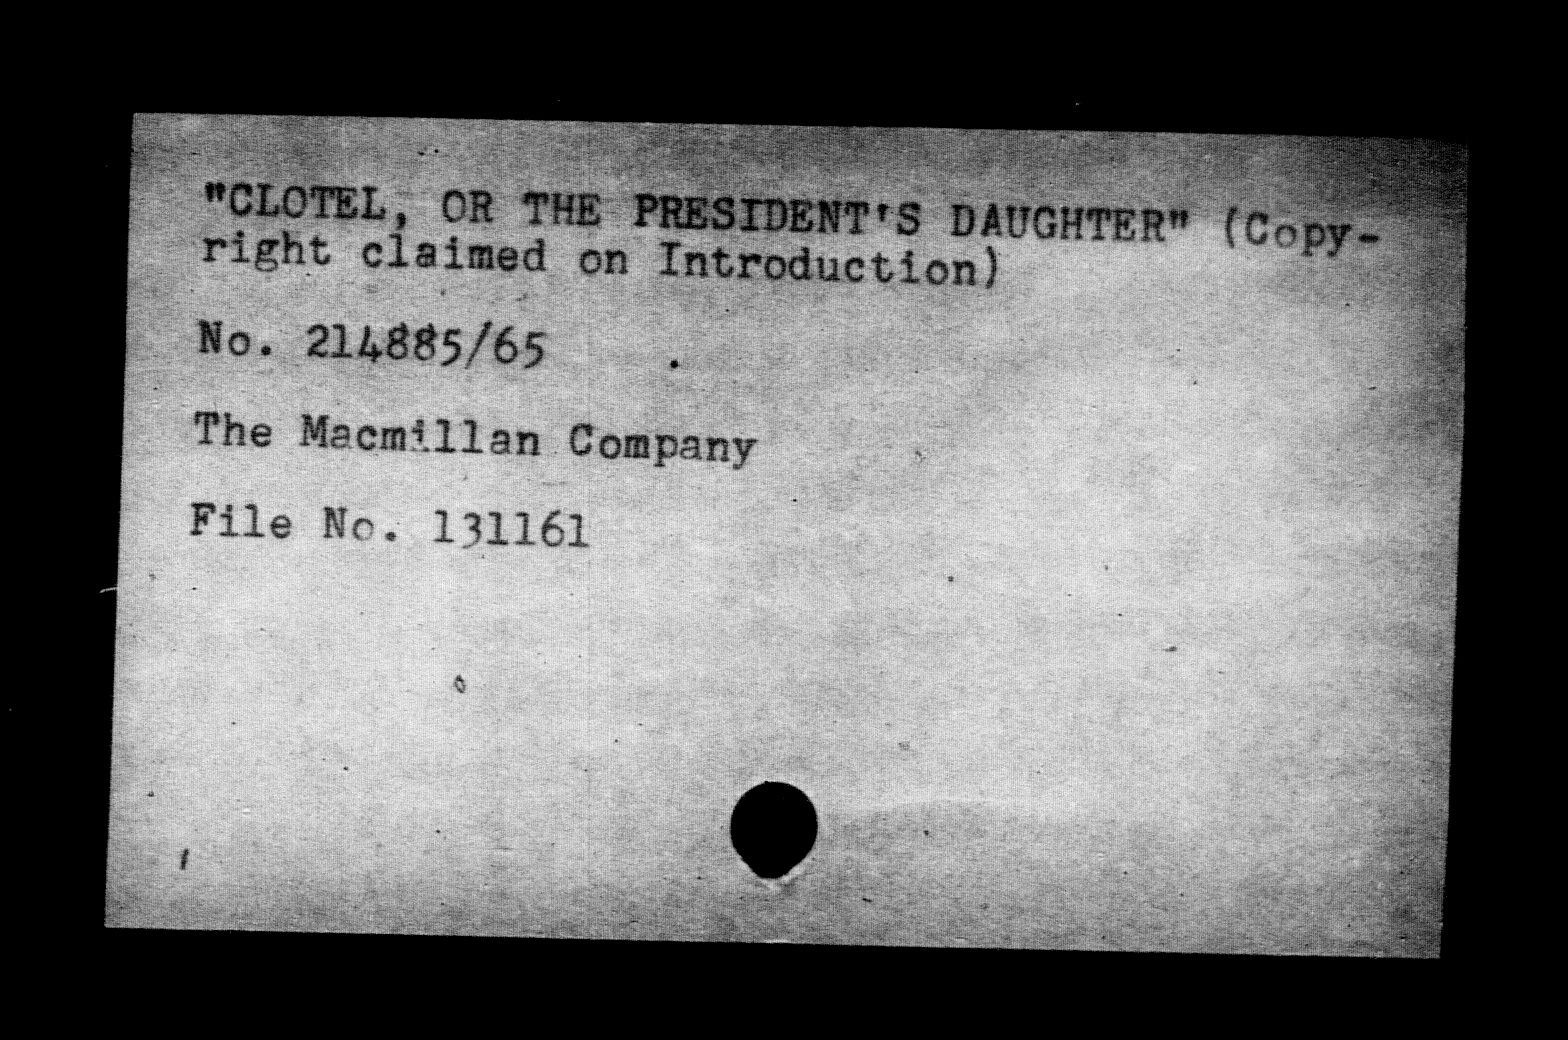 "CLOTEL, OR THE PRESIDENT'S DAUGHTER" (Copy-
right claimed on Introduction)
No. 214885/65
The Macmillan Company
File No. 131161